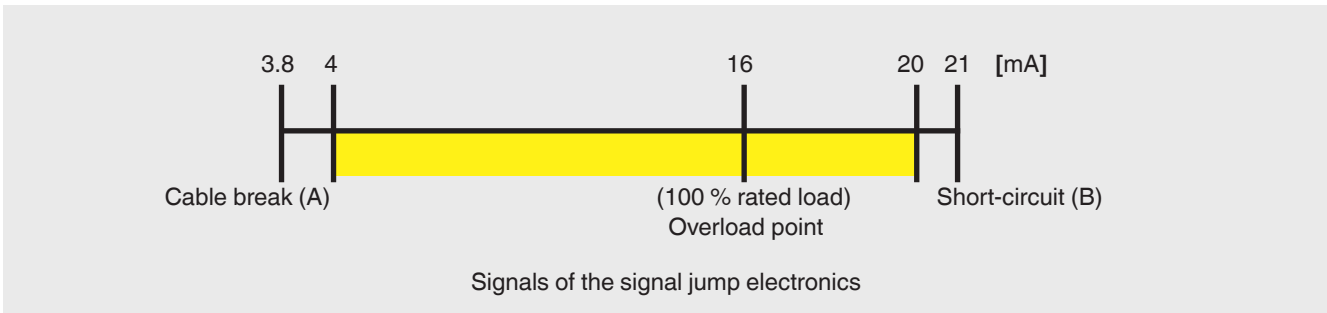 3.8 4 16 20 21 [mA]
Cable break (A) (100 % rated load) Short-circuit (B)
Overload point
Signals of the signal jump electronics